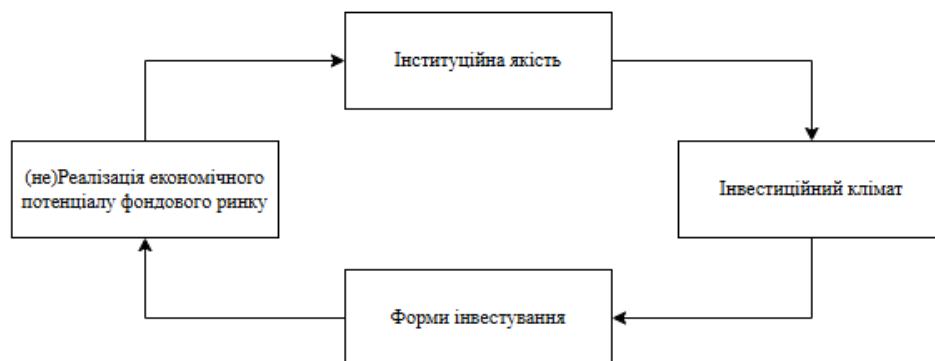 Інституційна якість
(не)Реалізація економічного
потенціалу фондового ринку
Інвестиційний клімат
Форми інвестування